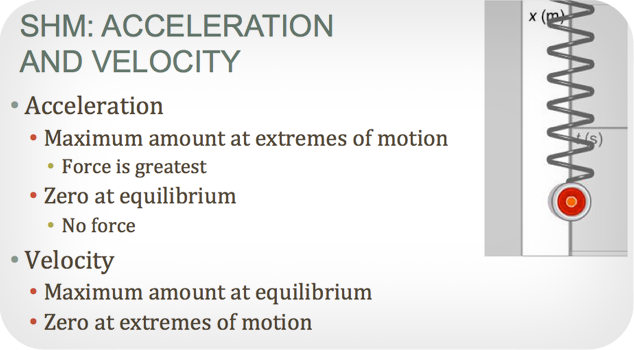 SHM: ACCELERATION
AND VELOCITY
• Acceleration
• Maximum amount at extremes of motion
• Force is greatest
• Zero at equilibrium
• No force
• Velocity
• Maximum amount at equilibrium
• Zero at extremes of motion
x (m)
t (s)